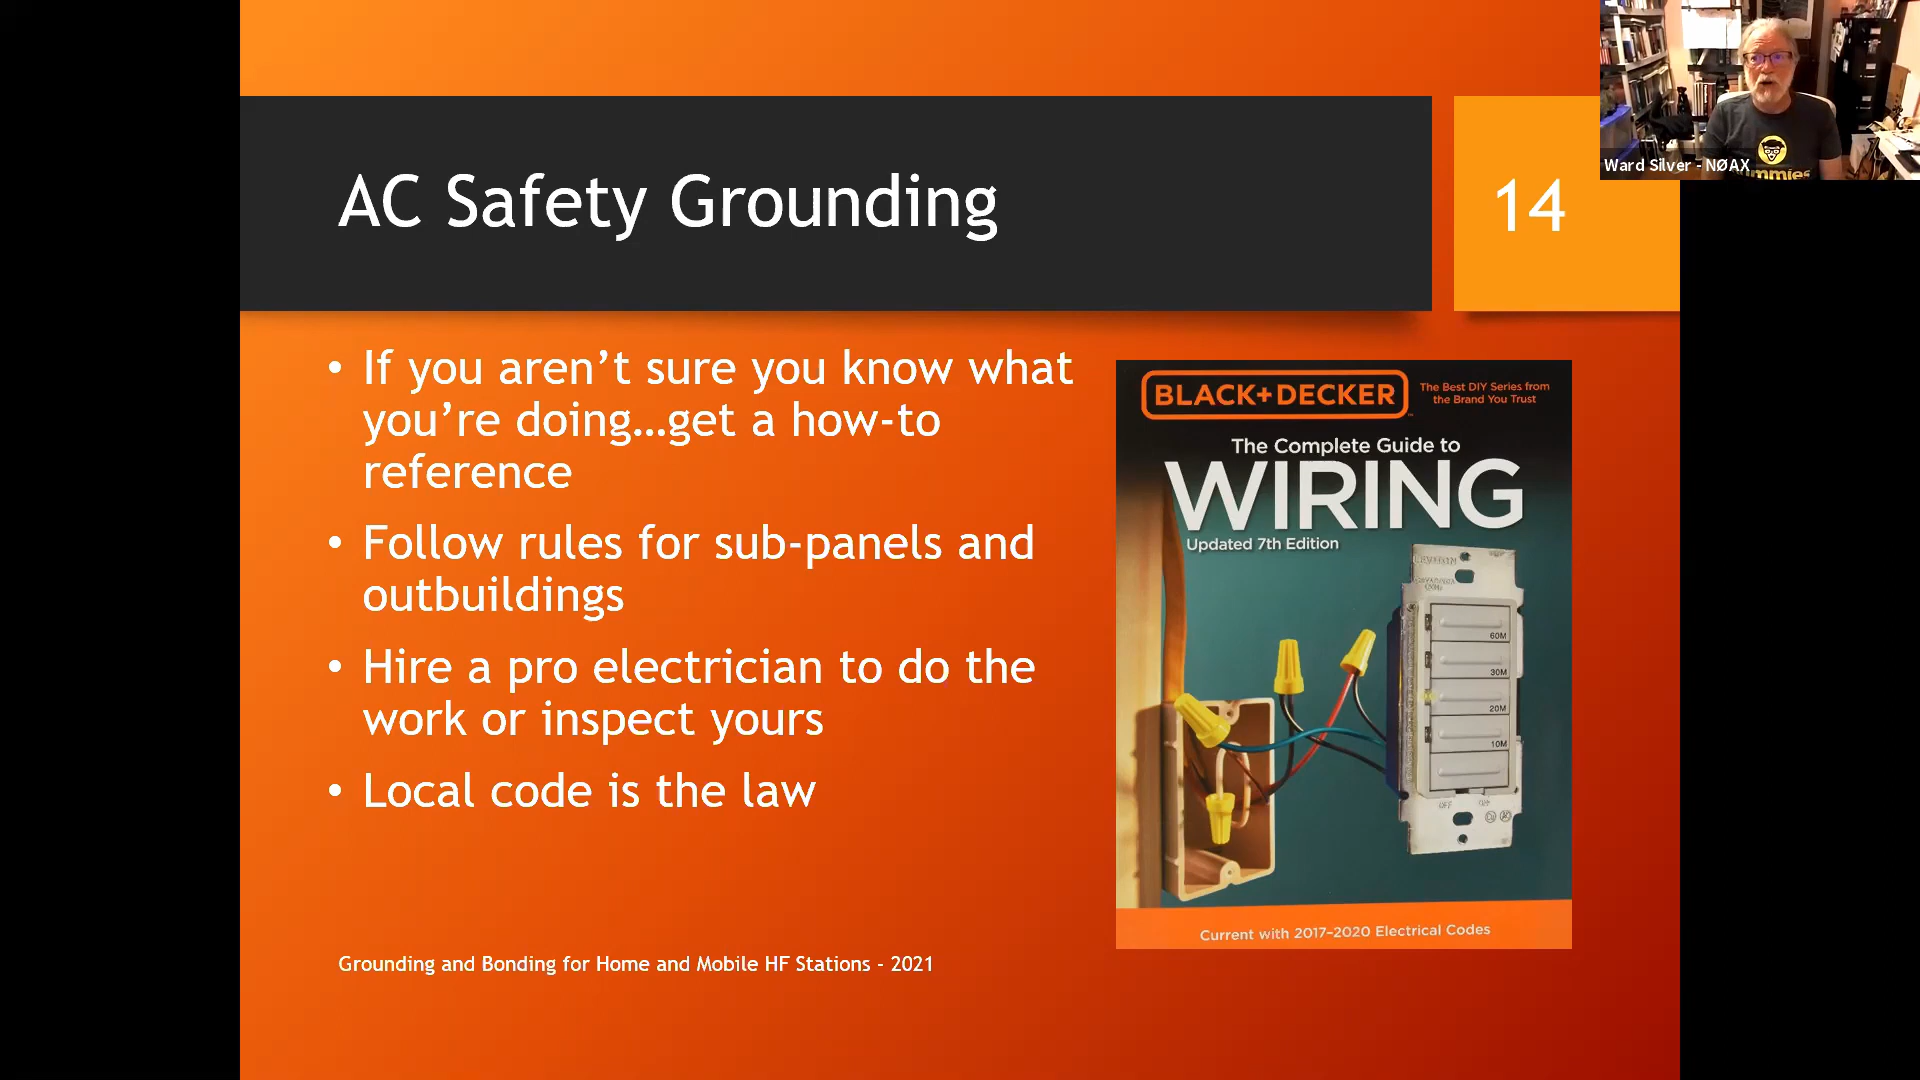 Ward Silver - NØAX
ummies
AC Safety Grounding
14
• If you aren’t sure you know what
you’re doing…get a how-to
reference
• Follow rules for sub-panels and
outbuildings
• Hire a pro electrician to do the
work or inspect yours
• Local code is the law
BLACK+DECKER
The Best DIY Series from
the Brand You Trust
The Complete Guide to
WIRING
Updated 7th Edition
60M
30M
20M
10M
OFF
Current with 2017–2020 Electrical Codes
Grounding and Bonding for Home and Mobile HF Stations - 2021